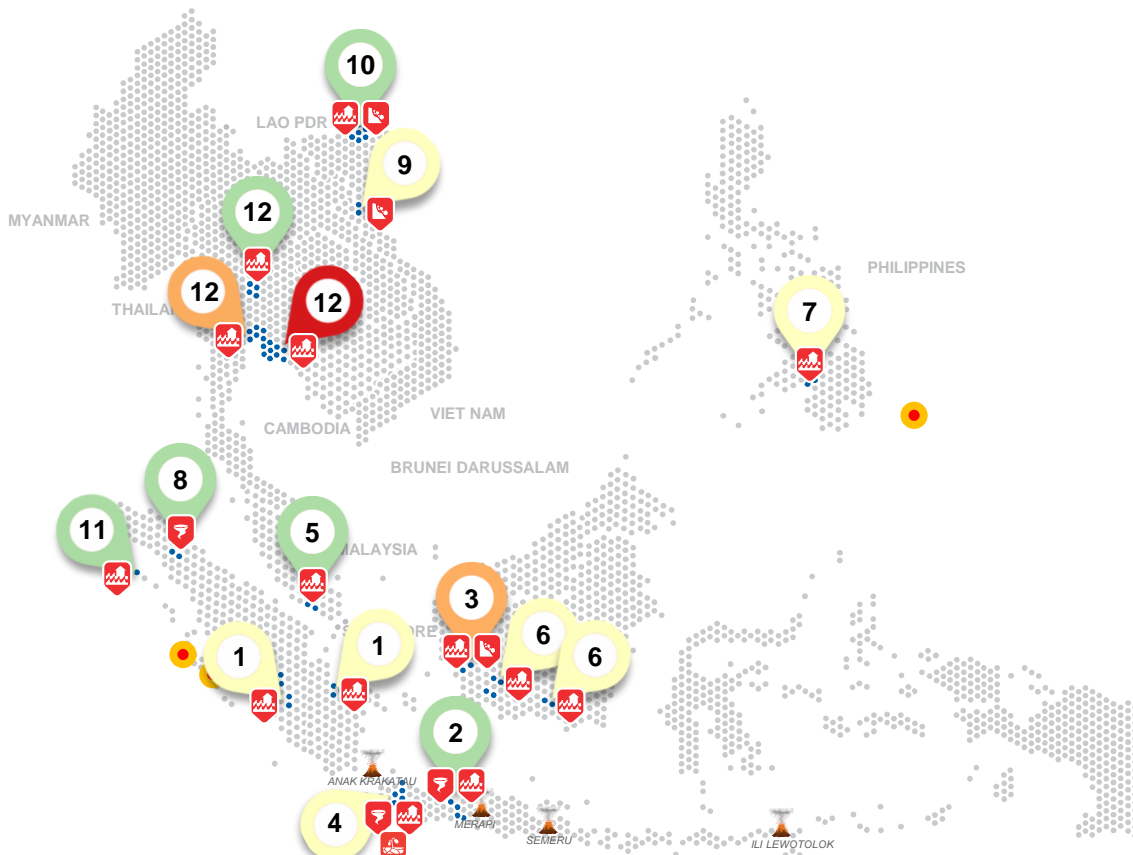 10
LAO PDR
9
MYANMAR
12
PHILIPPINES
12
12
THAILA
7
VIET NAM
CAMBODIA
BRUNEI DARUSSALAM
8
11
5
MALAYSIA
3
S
ORE
1
1
6
6
2
ANAK KRAKATAU
4
MERAPI
SEMERU
ILI LEWOTOLOK